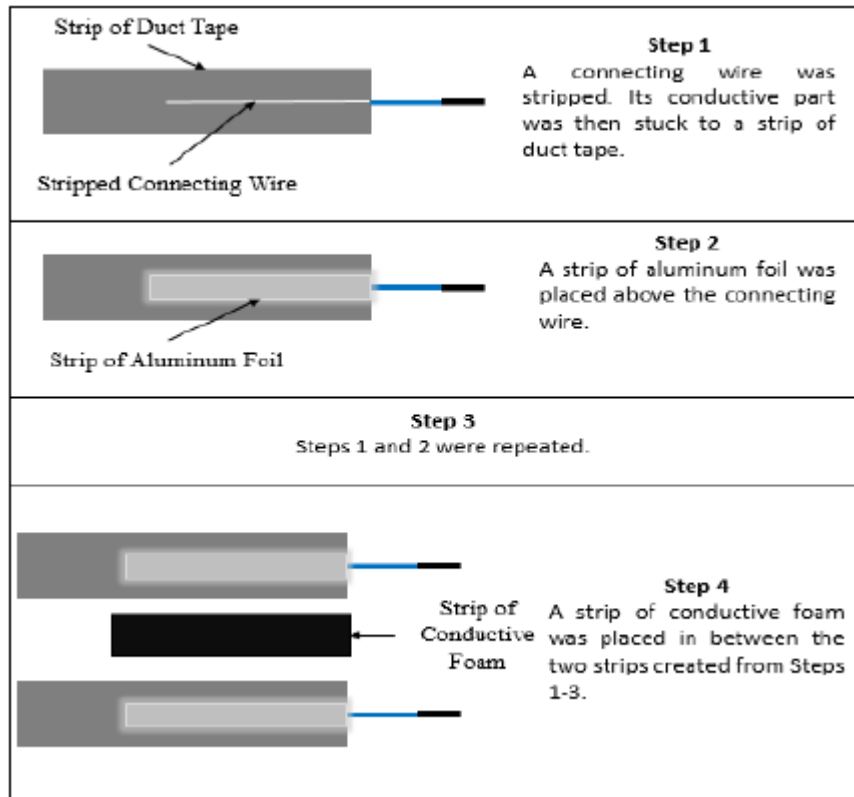 Strip of Duct Tape
Stripped Connecting Wire
Step 1
A connecting wire was
stripped. Its conductive part
was then stuck to a strip of
duct tape.
Strip of Aluminum Foil
Step 2
A strip of aluminum foil was
placed above the connecting
wire.
Step 3
Steps 1 and 2 were repeated.
Strip of
Conductive
Foam
Step 4
A strip of conductive foam
was placed in between the
two strips created from Steps
1-3.